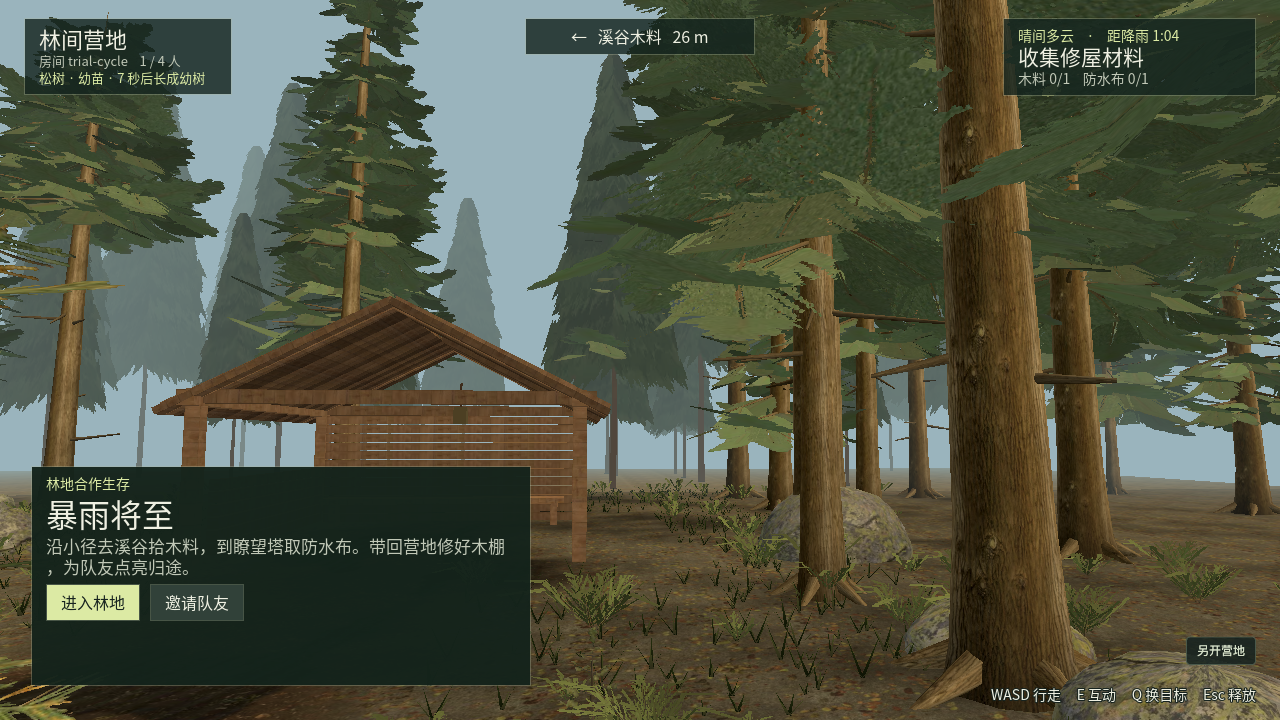 林间营地
房间 trial-cycle 1 / 4 人
松树 · 幼苗 · 7 秒后长成幼树
← 溪谷木料 26 m
晴间多云 · 距降雨 1:04
收集修屋材料
木料 0/1 防水布 0/1
林地合作生存
暴雨将至
沿小径去溪谷拾木料，到瞭望塔取防水布。带回营地修好木棚
，为队友点亮归途。
进入林地 邀请队友
另开营地
WASD 行走 E 互动 Q 换目标 Esc 释放